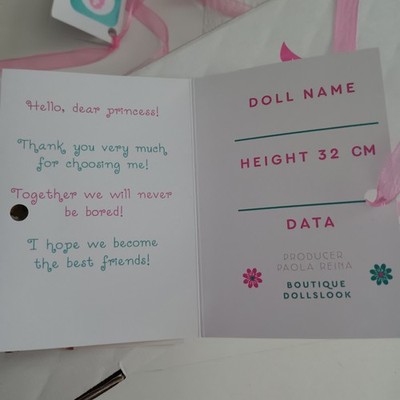 Hello, dear princess!
Thank you very much
for choosing me!
Together we will never
be bored!
I hope we become
the best friends!
DOLL NAME
HEIGHT 32 CM
DATA
PRODUCER
PAOLA REINA
BOUTIQUE
DOLLSLOOK